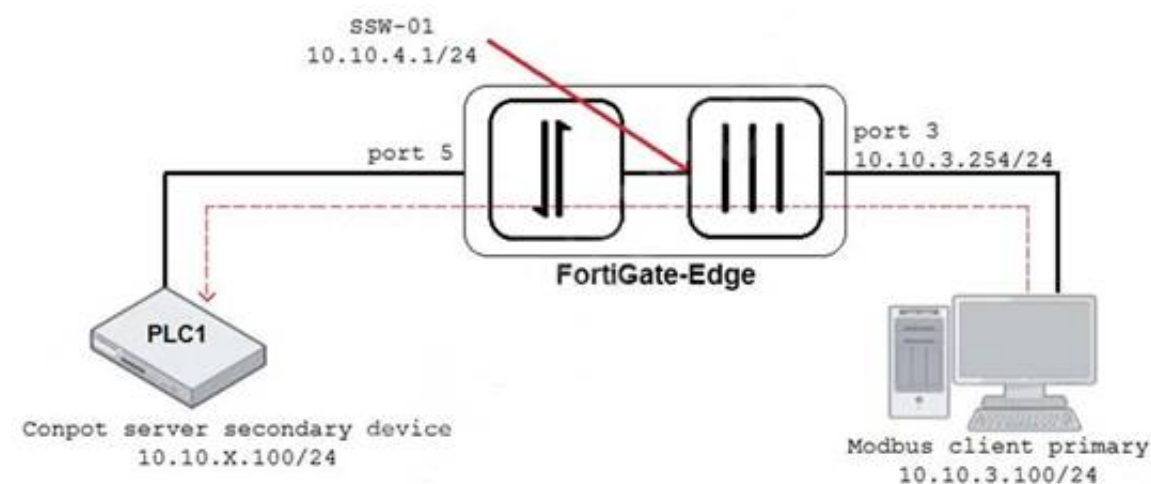 SSW-01
10.10.4.1/24
port 5
port 3
10.10.3.254/24
FortiGate-Edge
PLC1
Conpot server secondary device
10.10.X.100/24
Modbus client primary
10.10.3.100/24